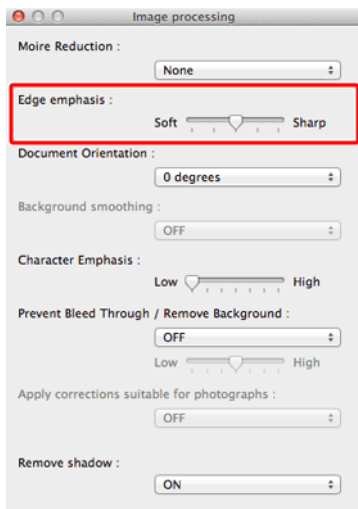 Image processing
Moire Reduction :
None
Edge emphasis :
Soft Sharp
Document Orientation :
0 degrees
Background smoothing :
OFF
Character Emphasis :
Low High
Prevent Bleed Through / Remove Background :
OFF
Low High
Apply corrections suitable for photographs :
OFF
Remove shadow :
ON